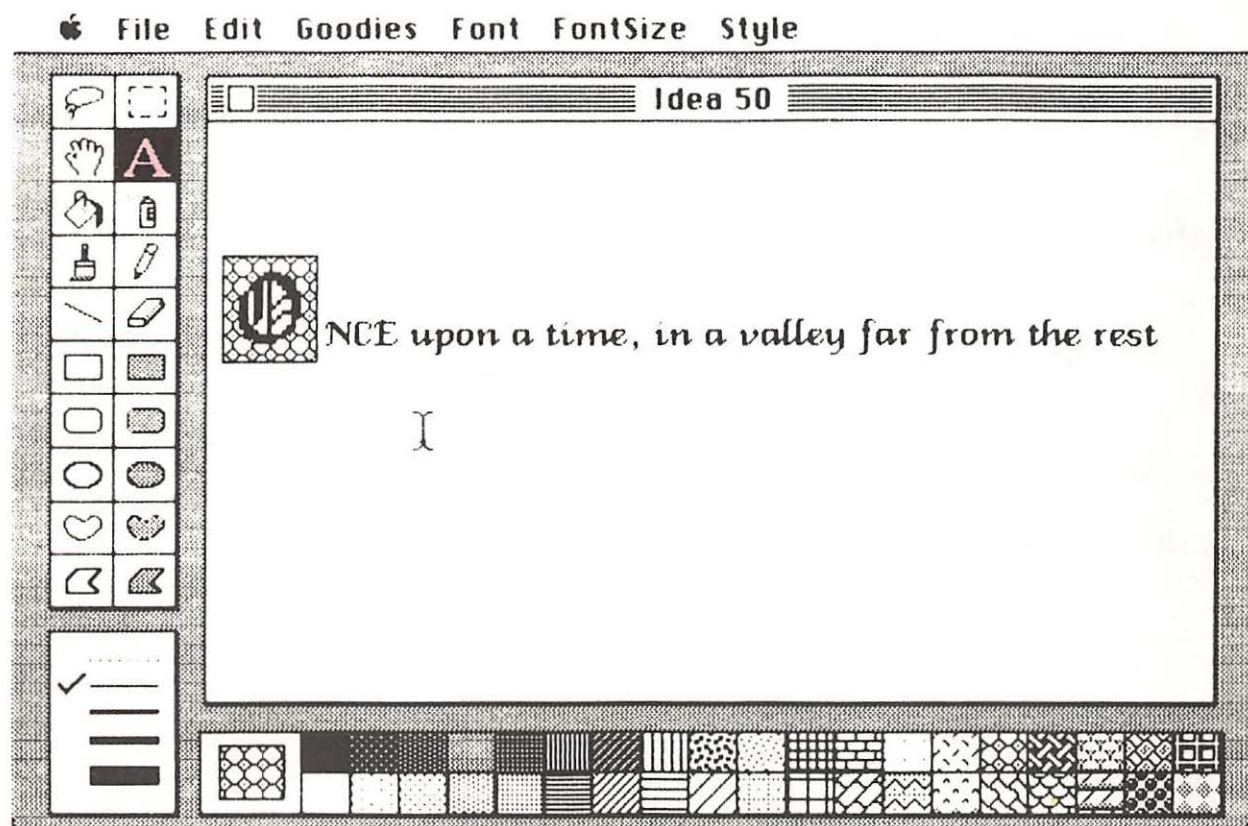 File Edit Goodies Font FontSize Style
A
Idea 50
ONCE upon a time, in a valley far from the rest